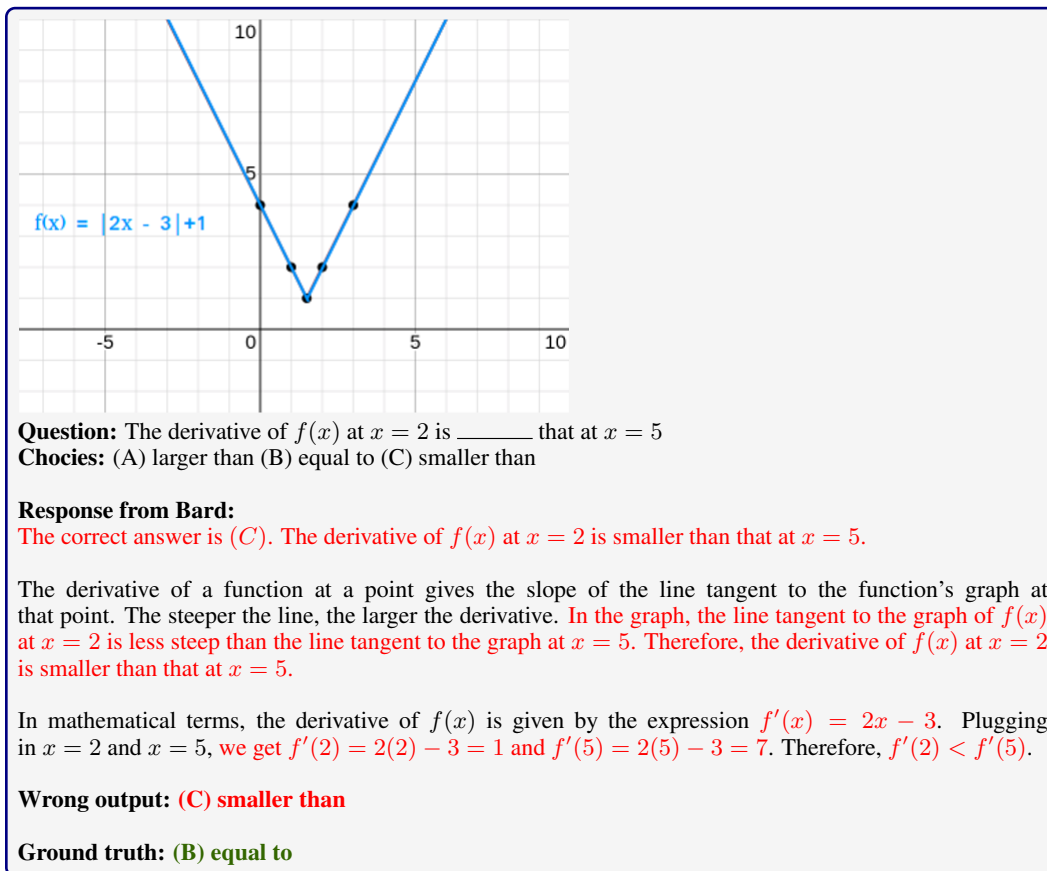 10
5
f(x) = |2x - 3|+1
-5
0
5
10
Question: The derivative of f(x) at x = 2 is ______ that at x = 5
Chocies: (A) larger than (B) equal to (C) smaller than
Response from Bard:
The correct answer is (C). The derivative of f(x) at x = 2 is smaller than that at x = 5.
The derivative of a function at a point gives the slope of the line tangent to the function's graph at
that point. The steeper the line, the larger the derivative. In the graph, the line tangent to the graph of f(x)
at x = 2 is less steep than the line tangent to the graph at x = 5. Therefore, the derivative of f(x) at x = 2
is smaller than that at x = 5.
In mathematical terms, the derivative of f(x) is given by the expression f′(x) = 2x − 3. Plugging
in x = 2 and x = 5, we get f′(2) = 2(2) − 3 = 1 and f′(5) = 2(5) − 3 = 7. Therefore, f′(2) < f′(5).
Wrong output: (C) smaller than
Ground truth: (B) equal to